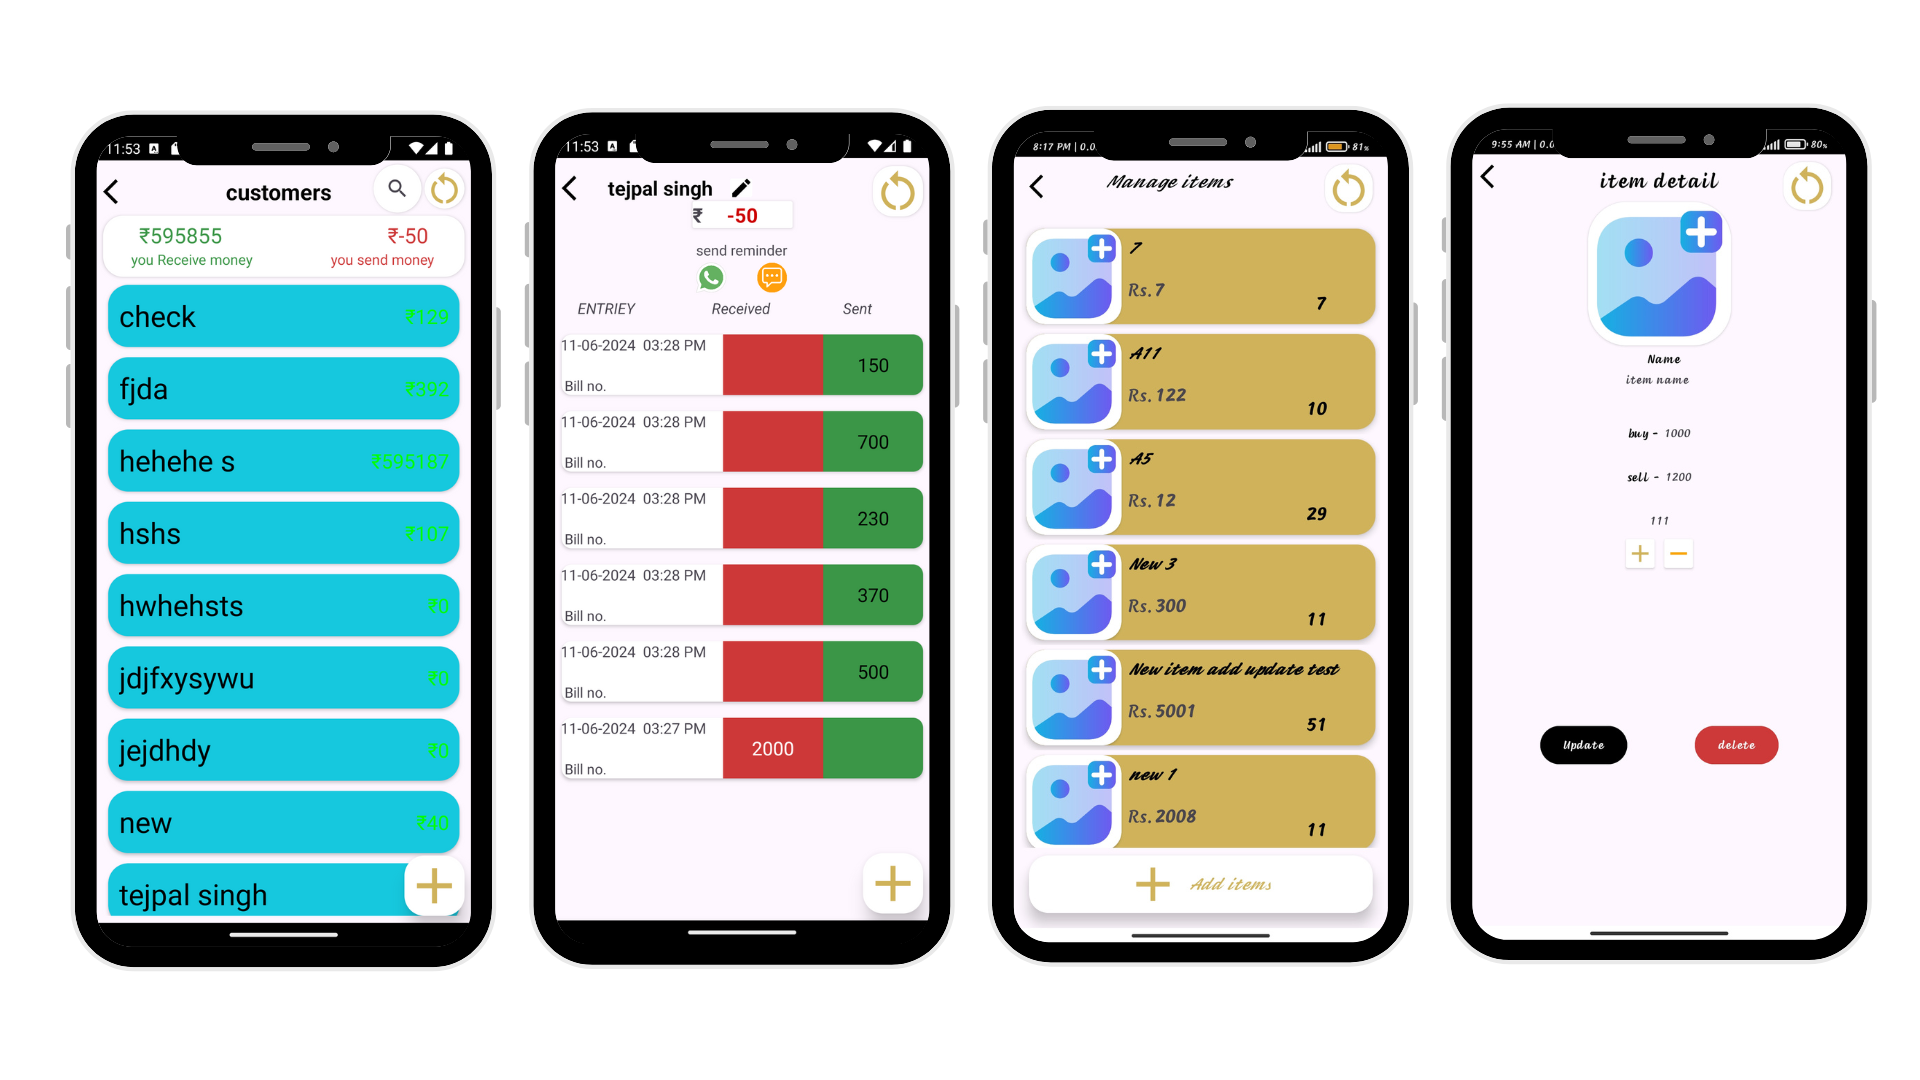 11:53
customers
₹595855 ₹-50
you Receive money you send money
check ₹129
fjda ₹392
hehehe s ₹595187
hshs ₹107
hwhehsts ₹0
jdjfxysywu ₹0
jejdhdy ₹0
new ₹40
tejpal singh
11:53
tejpal singh
₹ -50
send reminder
ENTRIEY Received Sent
11-06-2024 03:28 PM
150
Bill no.
11-06-2024 03:28 PM
700
Bill no.
11-06-2024 03:28 PM
230
Bill no.
11-06-2024 03:28 PM
370
Bill no.
11-06-2024 03:28 PM
500
Bill no.
11-06-2024 03:27 PM
2000
Bill no.
8:17 PM | 0.0 81%
Manage items
7
Rs. 7
7
A11
Rs. 122
10
A5
Rs. 12
29
New 3
Rs. 300
11
New item add update test
Rs. 5001
51
new 1
Rs. 2008
11
Add items
9:55 AM | 0.0 80%
item detail
Name
item name
buy - 1000
sell - 1200
111
Update delete